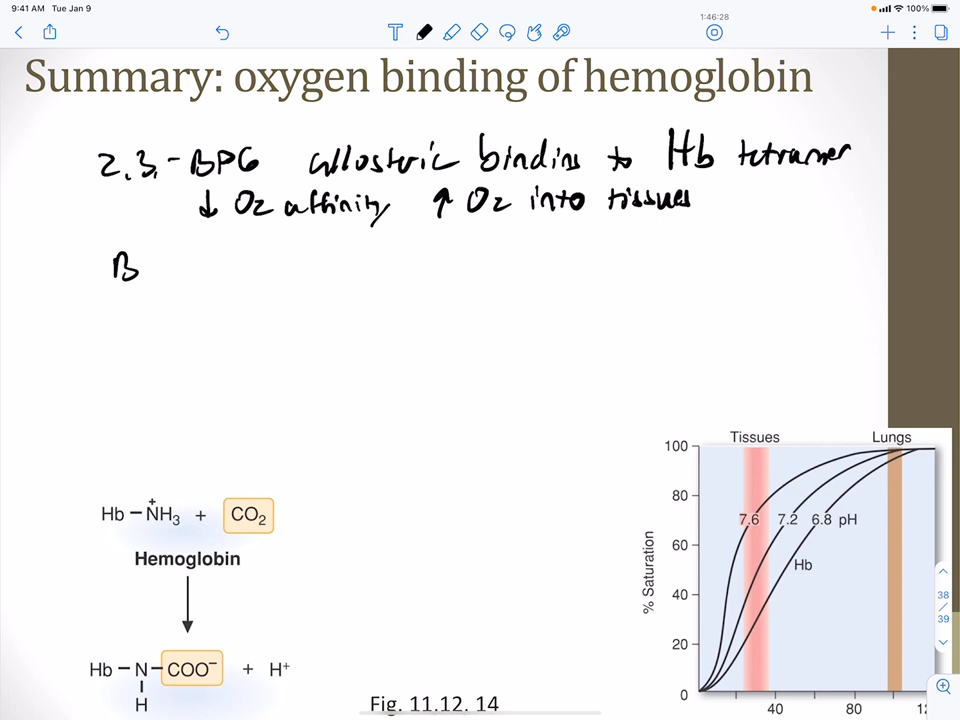 9:41 AM Tue Jan 9
1:46:28
100%
T
Summary: oxygen binding of hemoglobin
2,3-BPG allosteric binding to Hb tetramer
↓ O2 affinity ↑ O2 into tissues
B
Hb–NH3+ + CO2
Hemoglobin
Hb–N–COO− + H+
H
Fig. 11.12. 14
Tissues Lungs
100
80
60
40
20
0
% Saturation
7.6 7.2 6.8 pH
Hb
40 80 12
38
/
39